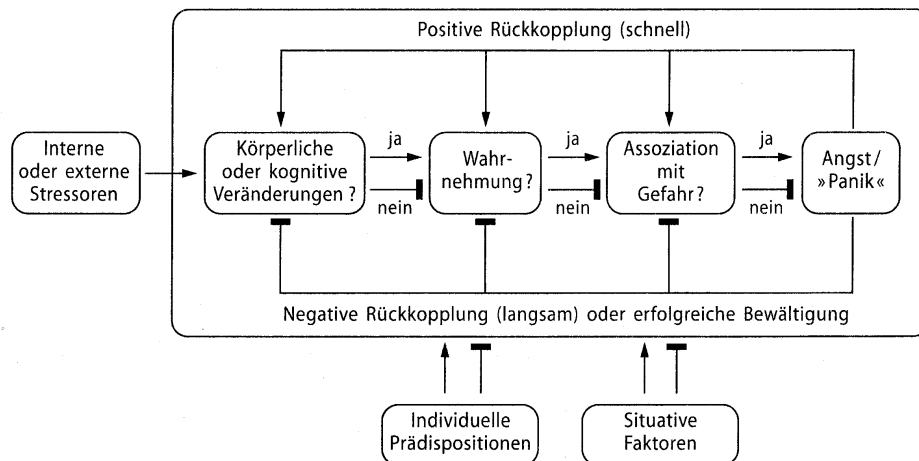 Positive Rückkopplung (schnell)
Interne
oder externe
Stressoren
Körperliche
oder kognitive
Veränderungen?
ja
nein
Wahr-
nehmung?
ja
nein
Assoziation
mit
Gefahr?
ja
nein
Angst/
»Panik«
Negative Rückkopplung (langsam) oder erfolgreiche Bewältigung
Individuelle
Prädispositionen
Situative
Faktoren